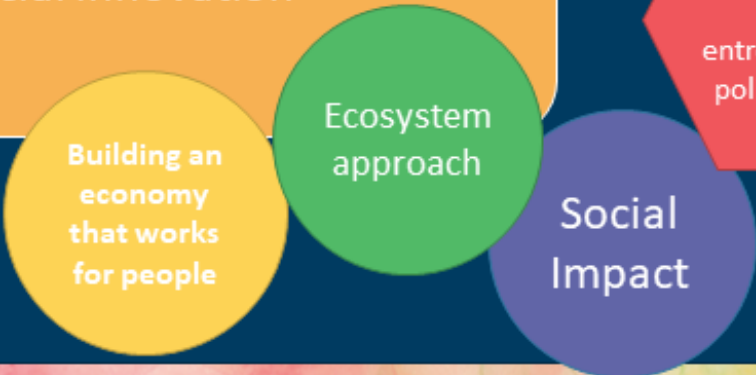 Building an
economy
that works
for people
Ecosystem
approach
Social
Impact